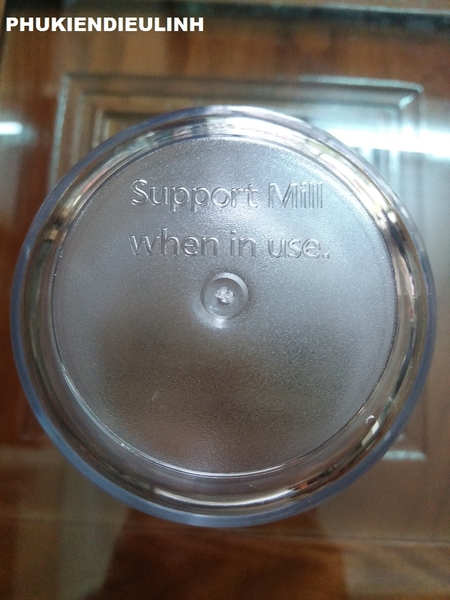 PHUKIENDIEULINH
Support Mill
when in use..